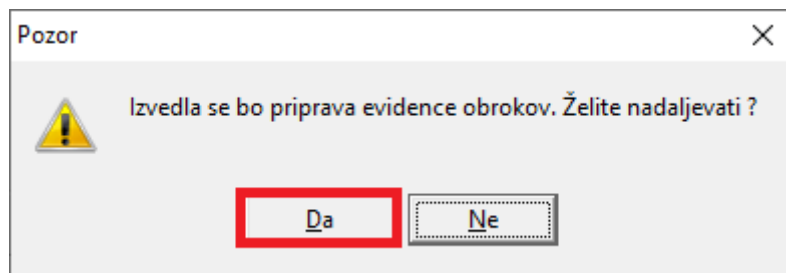 Pozor
Izvedla se bo priprava evidence obrokov. Želite nadaljevati ?
Da
Ne